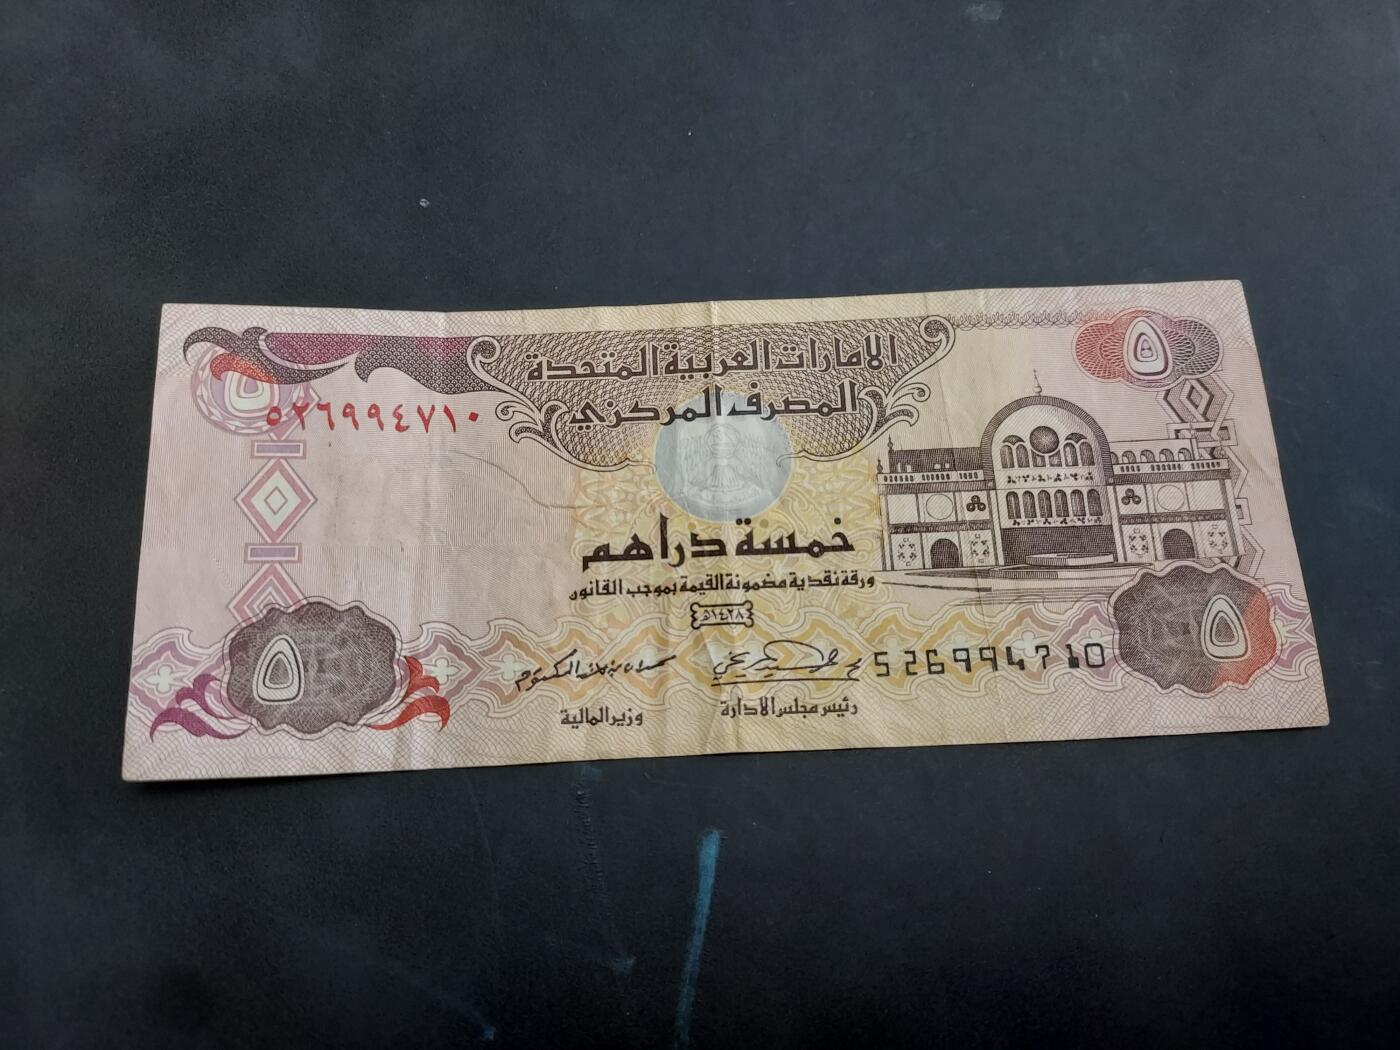 الامارات العربية المتحدة
المصرف المركزي
٥
٥
٥٢٦٩٩٤٧١٠
خمسة دراهم
ورقة نقدية مضمونة القيمة بموجب القانون
١٤٢٨هـ
٥
526994710
٥
رئيس مجلس الادارة
وزير المالية